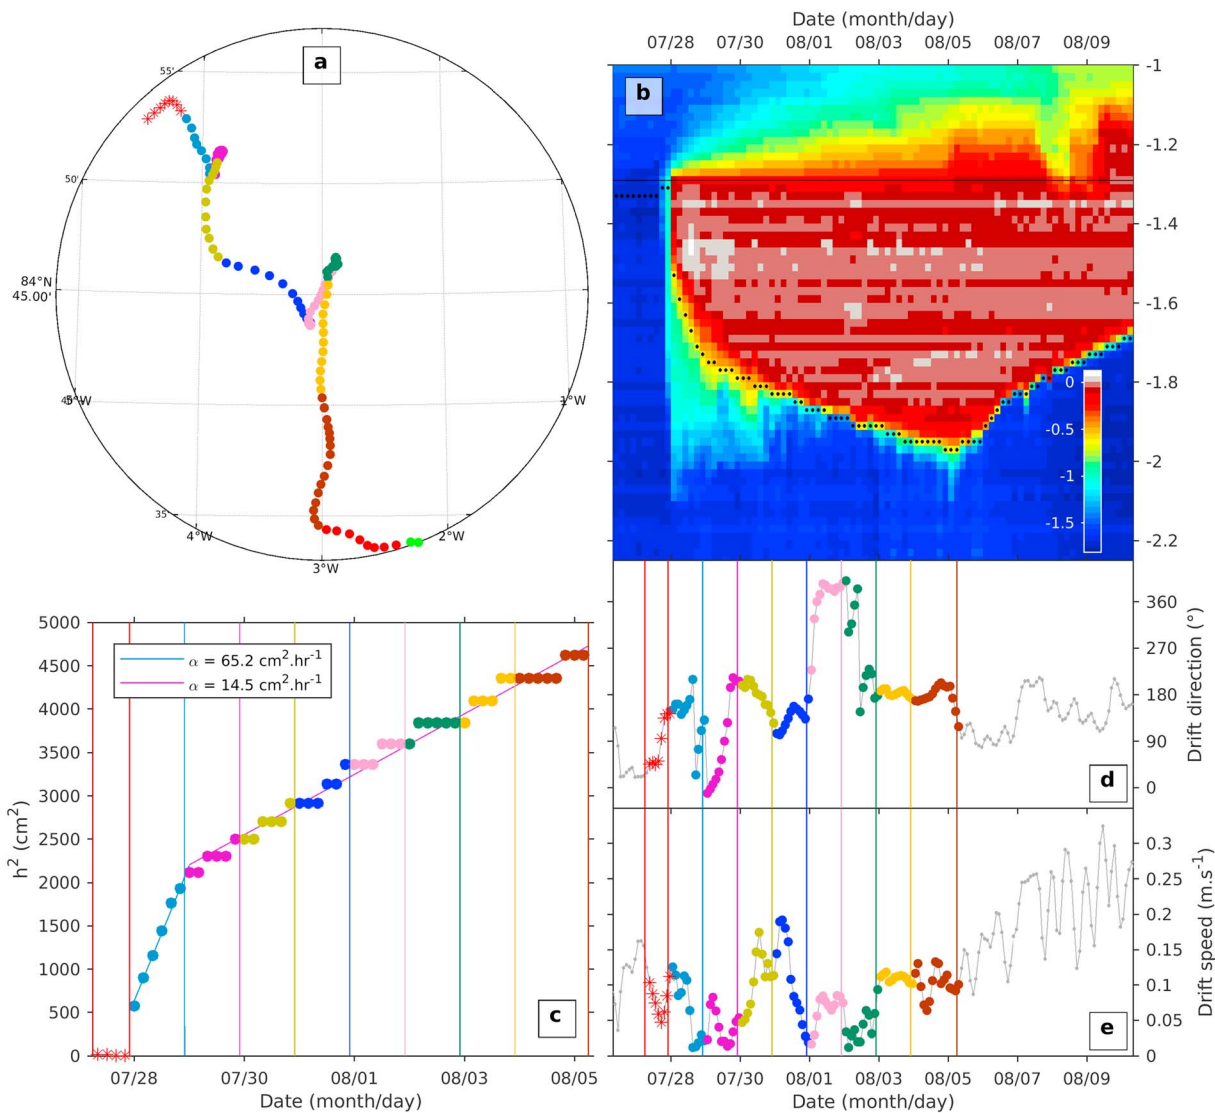 a
55'
50'
84°N
45.00'
35'
1°W
4°W
2°W
3°W
Date (month/day)
07/28 07/30 08/01 08/03 08/05 08/07 08/09
b
-1
-1.2
-1.4
-1.6
-1.8
-2
-2.2
0
-0.5
-1
-1.5
5000
4500
4000
3500
3000
2500
2000
1500
1000
500
0
h² (cm²)
α = 65.2 cm².hr⁻¹
α = 14.5 cm².hr⁻¹
c
07/28 07/30 08/01 08/03 08/05
Date (month/day)
360
270
180
90
0
Drift direction (°)
d
0.3
0.25
0.2
0.15
0.1
0.05
0
Drift speed (m.s⁻¹)
e
07/28 07/30 08/01 08/03 08/05 08/07 08/09
Date (month/day)